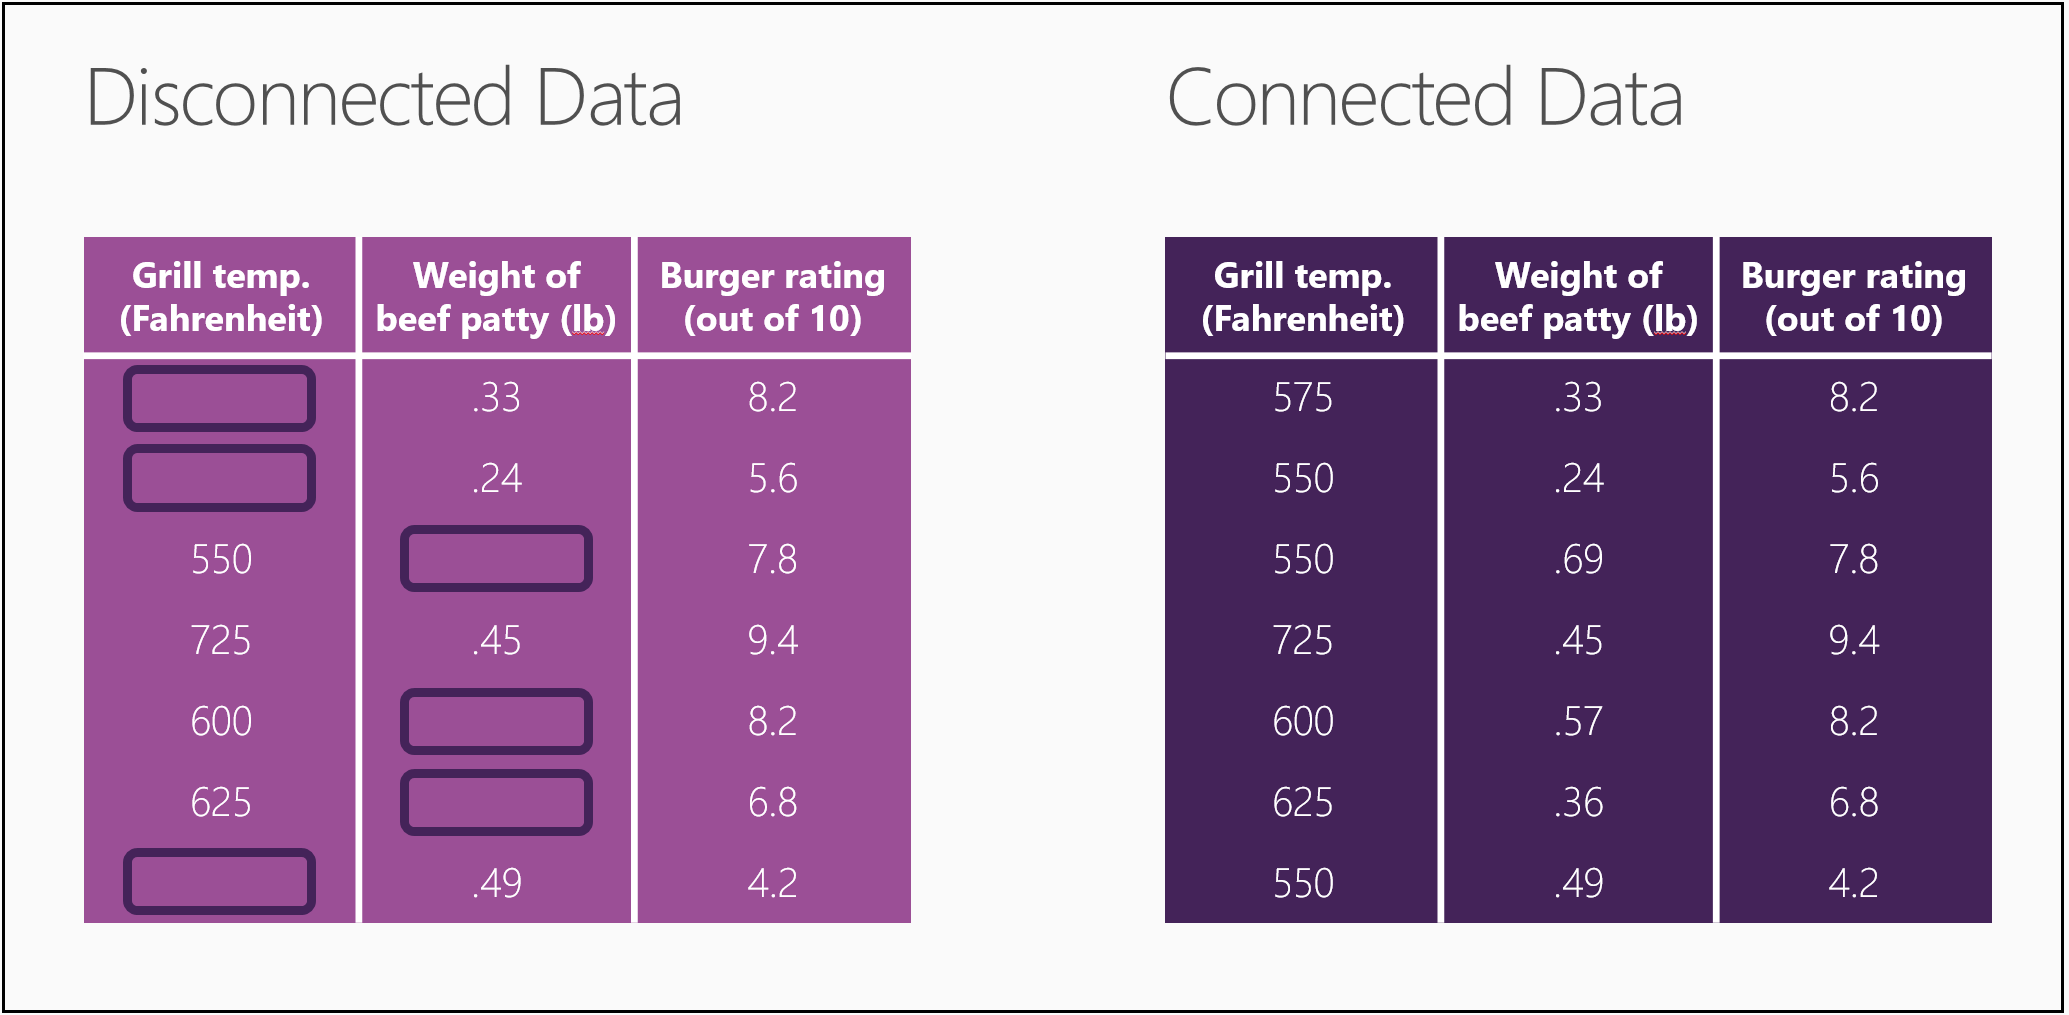 Disconnected Data
Grill temp. (Fahrenheit) Weight of beef patty (lb) Burger rating (out of 10)
.33 8.2
.24 5.6
550 7.8
725 .45 9.4
600 8.2
625 6.8
.49 4.2
Connected Data
Grill temp. (Fahrenheit) Weight of beef patty (lb) Burger rating (out of 10)
575 .33 8.2
550 .24 5.6
550 .69 7.8
725 .45 9.4
600 .57 8.2
625 .36 6.8
550 .49 4.2